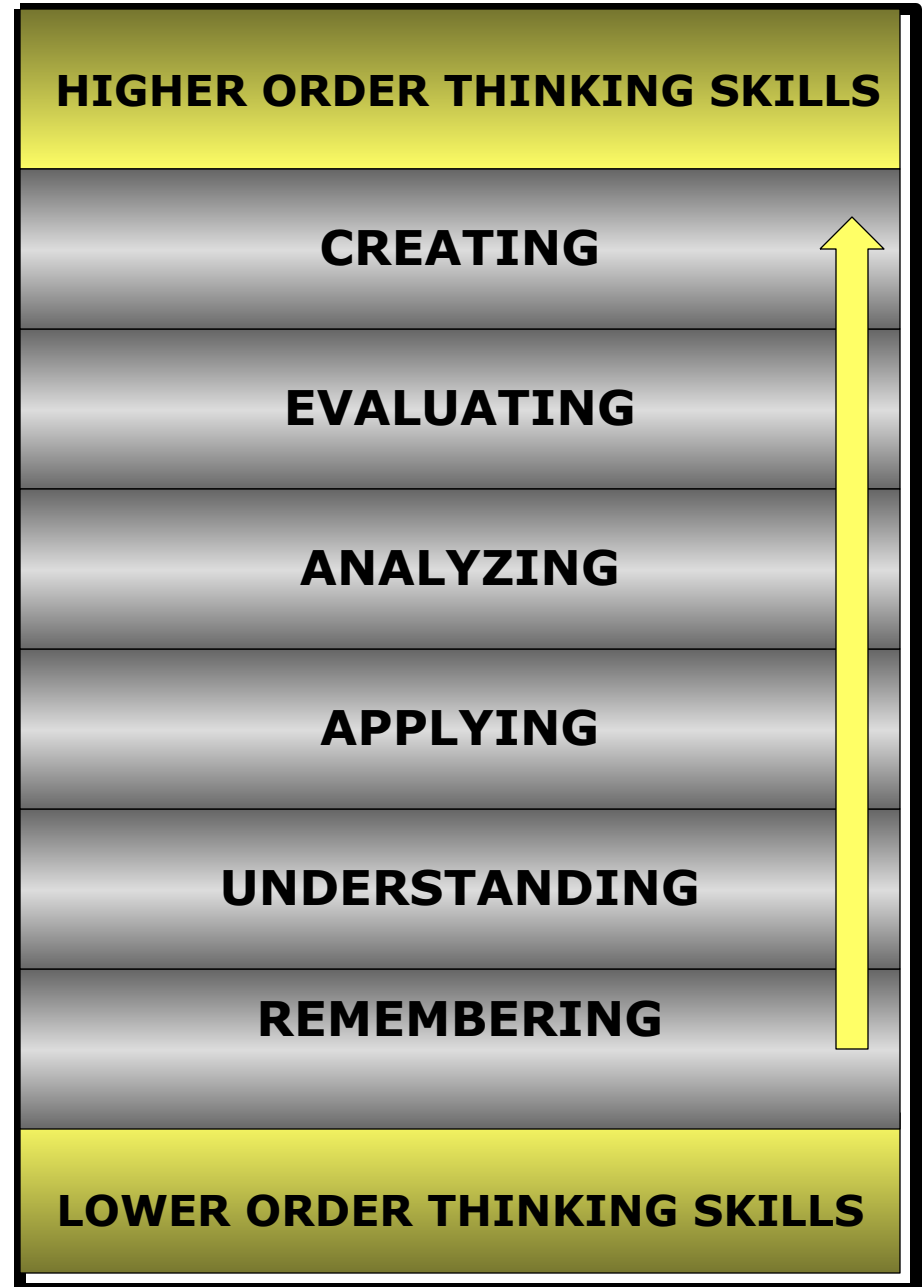 HIGHER ORDER THINKING SKILLS
CREATING
EVALUATING
ANALYZING
APPLYING
UNDERSTANDING
REMEMBERING
LOWER ORDER THINKING SKILLS